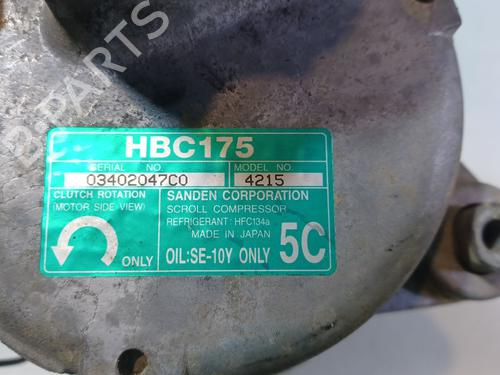 B-PARTS
HBC175
SERIAL NO. MODEL NO.
03402047C0 4215
CLUTCH ROTATION
(MOTOR SIDE VIEW)
ONLY
SANDEN CORPORATION
SCROLL COMPRESSOR
REFRIGERANT : HFC134a
MADE IN JAPAN
OIL:SE-10Y ONLY
5C